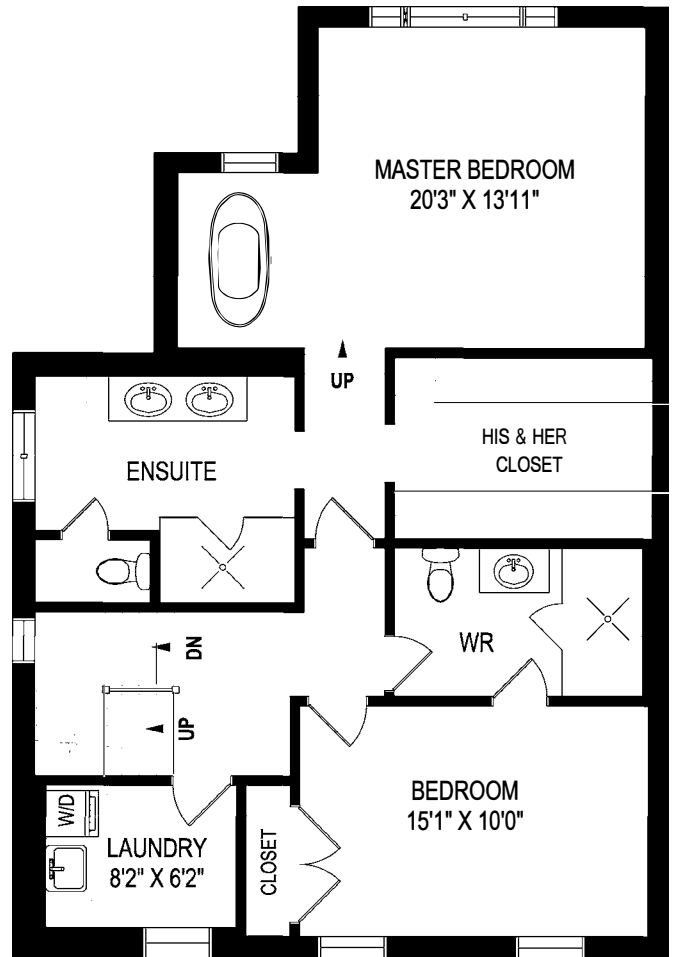 MASTER BEDROOM
20'3" X 13'11"
UP
HIS & HER
CLOSET
ENSUITE
WR
DN
UP
BEDROOM
15'1" X 10'0"
W/D
LAUNDRY
8'2" X 6'2"
CLOSET